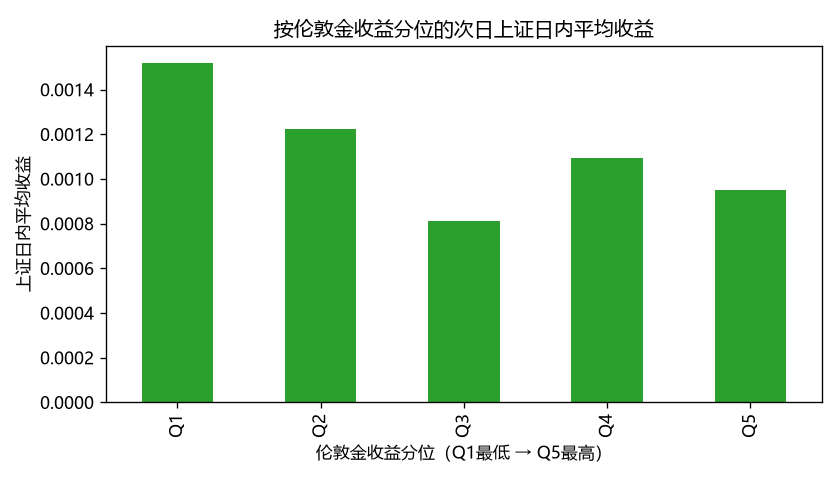 按伦敦金收益分位的次日上证日内平均收益
上证日内平均收益
0.0014
0.0012
0.0010
0.0008
0.0006
0.0004
0.0002
0.0000
Q1
Q2
Q3
Q4
Q5
伦敦金收益分位（Q1最低 → Q5最高）